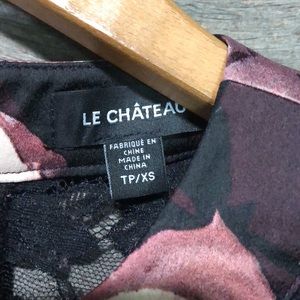 LE CHÂTEAU
FABRIQUÉ EN
CHINE
MADE IN
CHINA
TP/XS